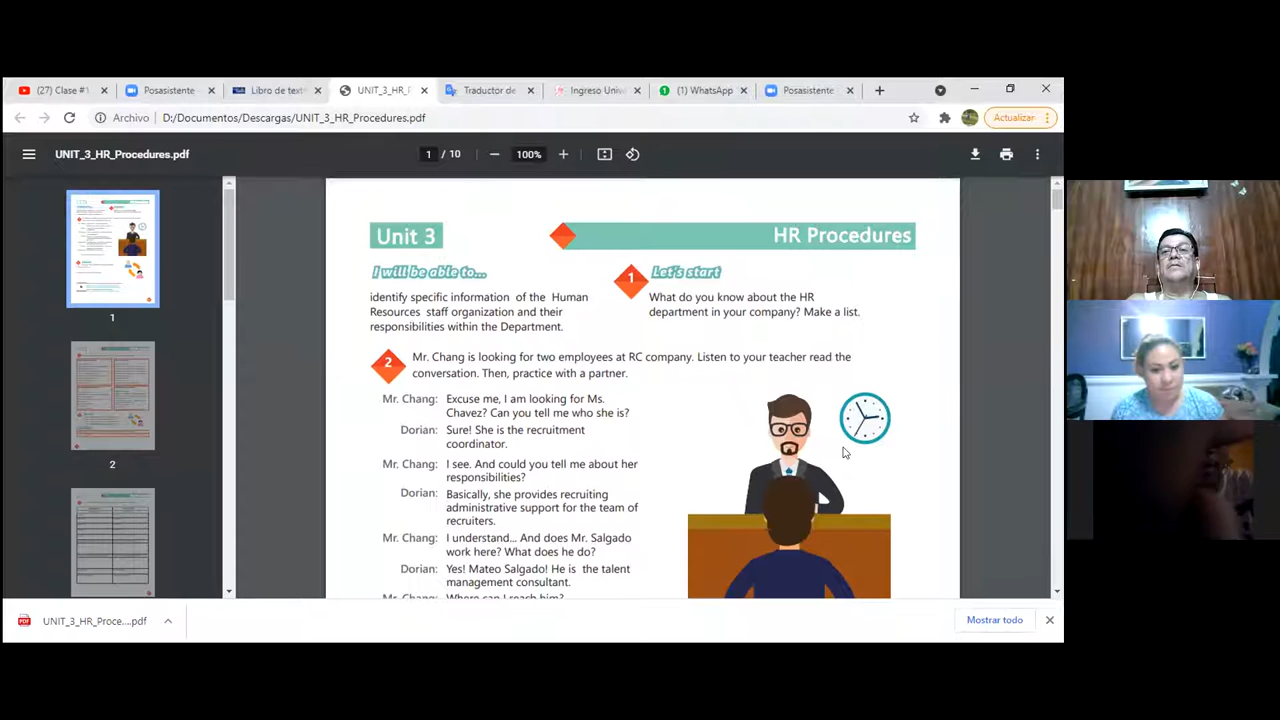 (27) Clase #1
Posasistente
Libro de text
UNIT_3_HR_P
Traductor de
Ingreso Univ
(1) WhatsApp
Posasistente
Archivo
D:/Documentos/Descargas/UNIT_3_HR_Procedures.pdf
Actualizar
UNIT_3_HR_Procedures.pdf
1 / 10
100%
Unit 3
HR Procedures
I will be able to...
identify specific information of the Human
Resources staff organization and their
responsibilities within the Department.
1
Let's start
What do you know about the HR
department in your company? Make a list.
2
Mr. Chang is looking for two employees at RC company. Listen to your teacher read the
conversation. Then, practice with a partner.
Mr. Chang: Excuse me, I am looking for Ms.
Chavez? Can you tell me who she is?
Dorian: Sure! She is the recruitment
coordinator.
Mr. Chang: I see. And could you tell me about her
responsibilities?
Dorian: Basically, she provides recruiting
administrative support for the team of
recruiters.
Mr. Chang: I understand... And does Mr. Salgado
work here? What does he do?
Dorian: Yes! Mateo Salgado! He is the talent
management consultant.
Mr. Chang: Where can I reach him?
1
2
UNIT_3_HR_Proce....pdf
Mostrar todo